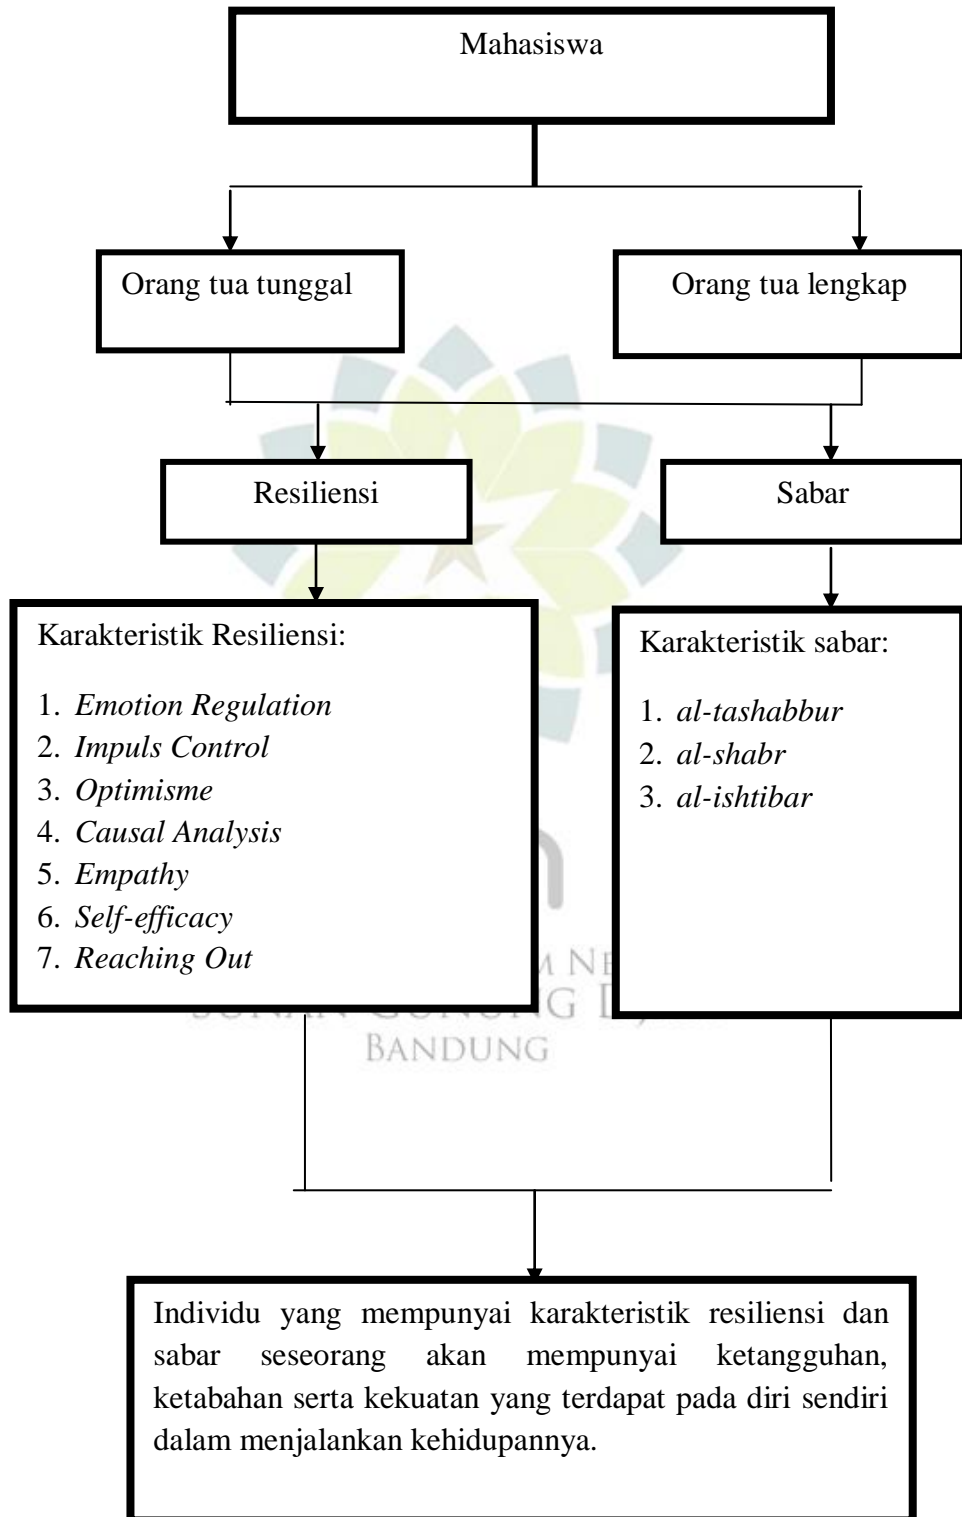 Mahasiswa
Orang tua tunggal
Orang tua lengkap
Resiliensi
Sabar
Karakteristik Resiliensi:
1. Emotion Regulation
2. Impuls Control
3. Optimisme
4. Causal Analysis
5. Empathy
6. Self-efficacy
7. Reaching Out
Karakteristik sabar:
1. al-tashabbur
2. al-shabr
3. al-ishtibar
BANDUNG
Individu yang mempunyai karakteristik resiliensi dan
sabar seseorang akan mempunyai ketangguhan,
ketabahan serta kekuatan yang terdapat pada diri sendiri
dalam menjalankan kehidupannya.